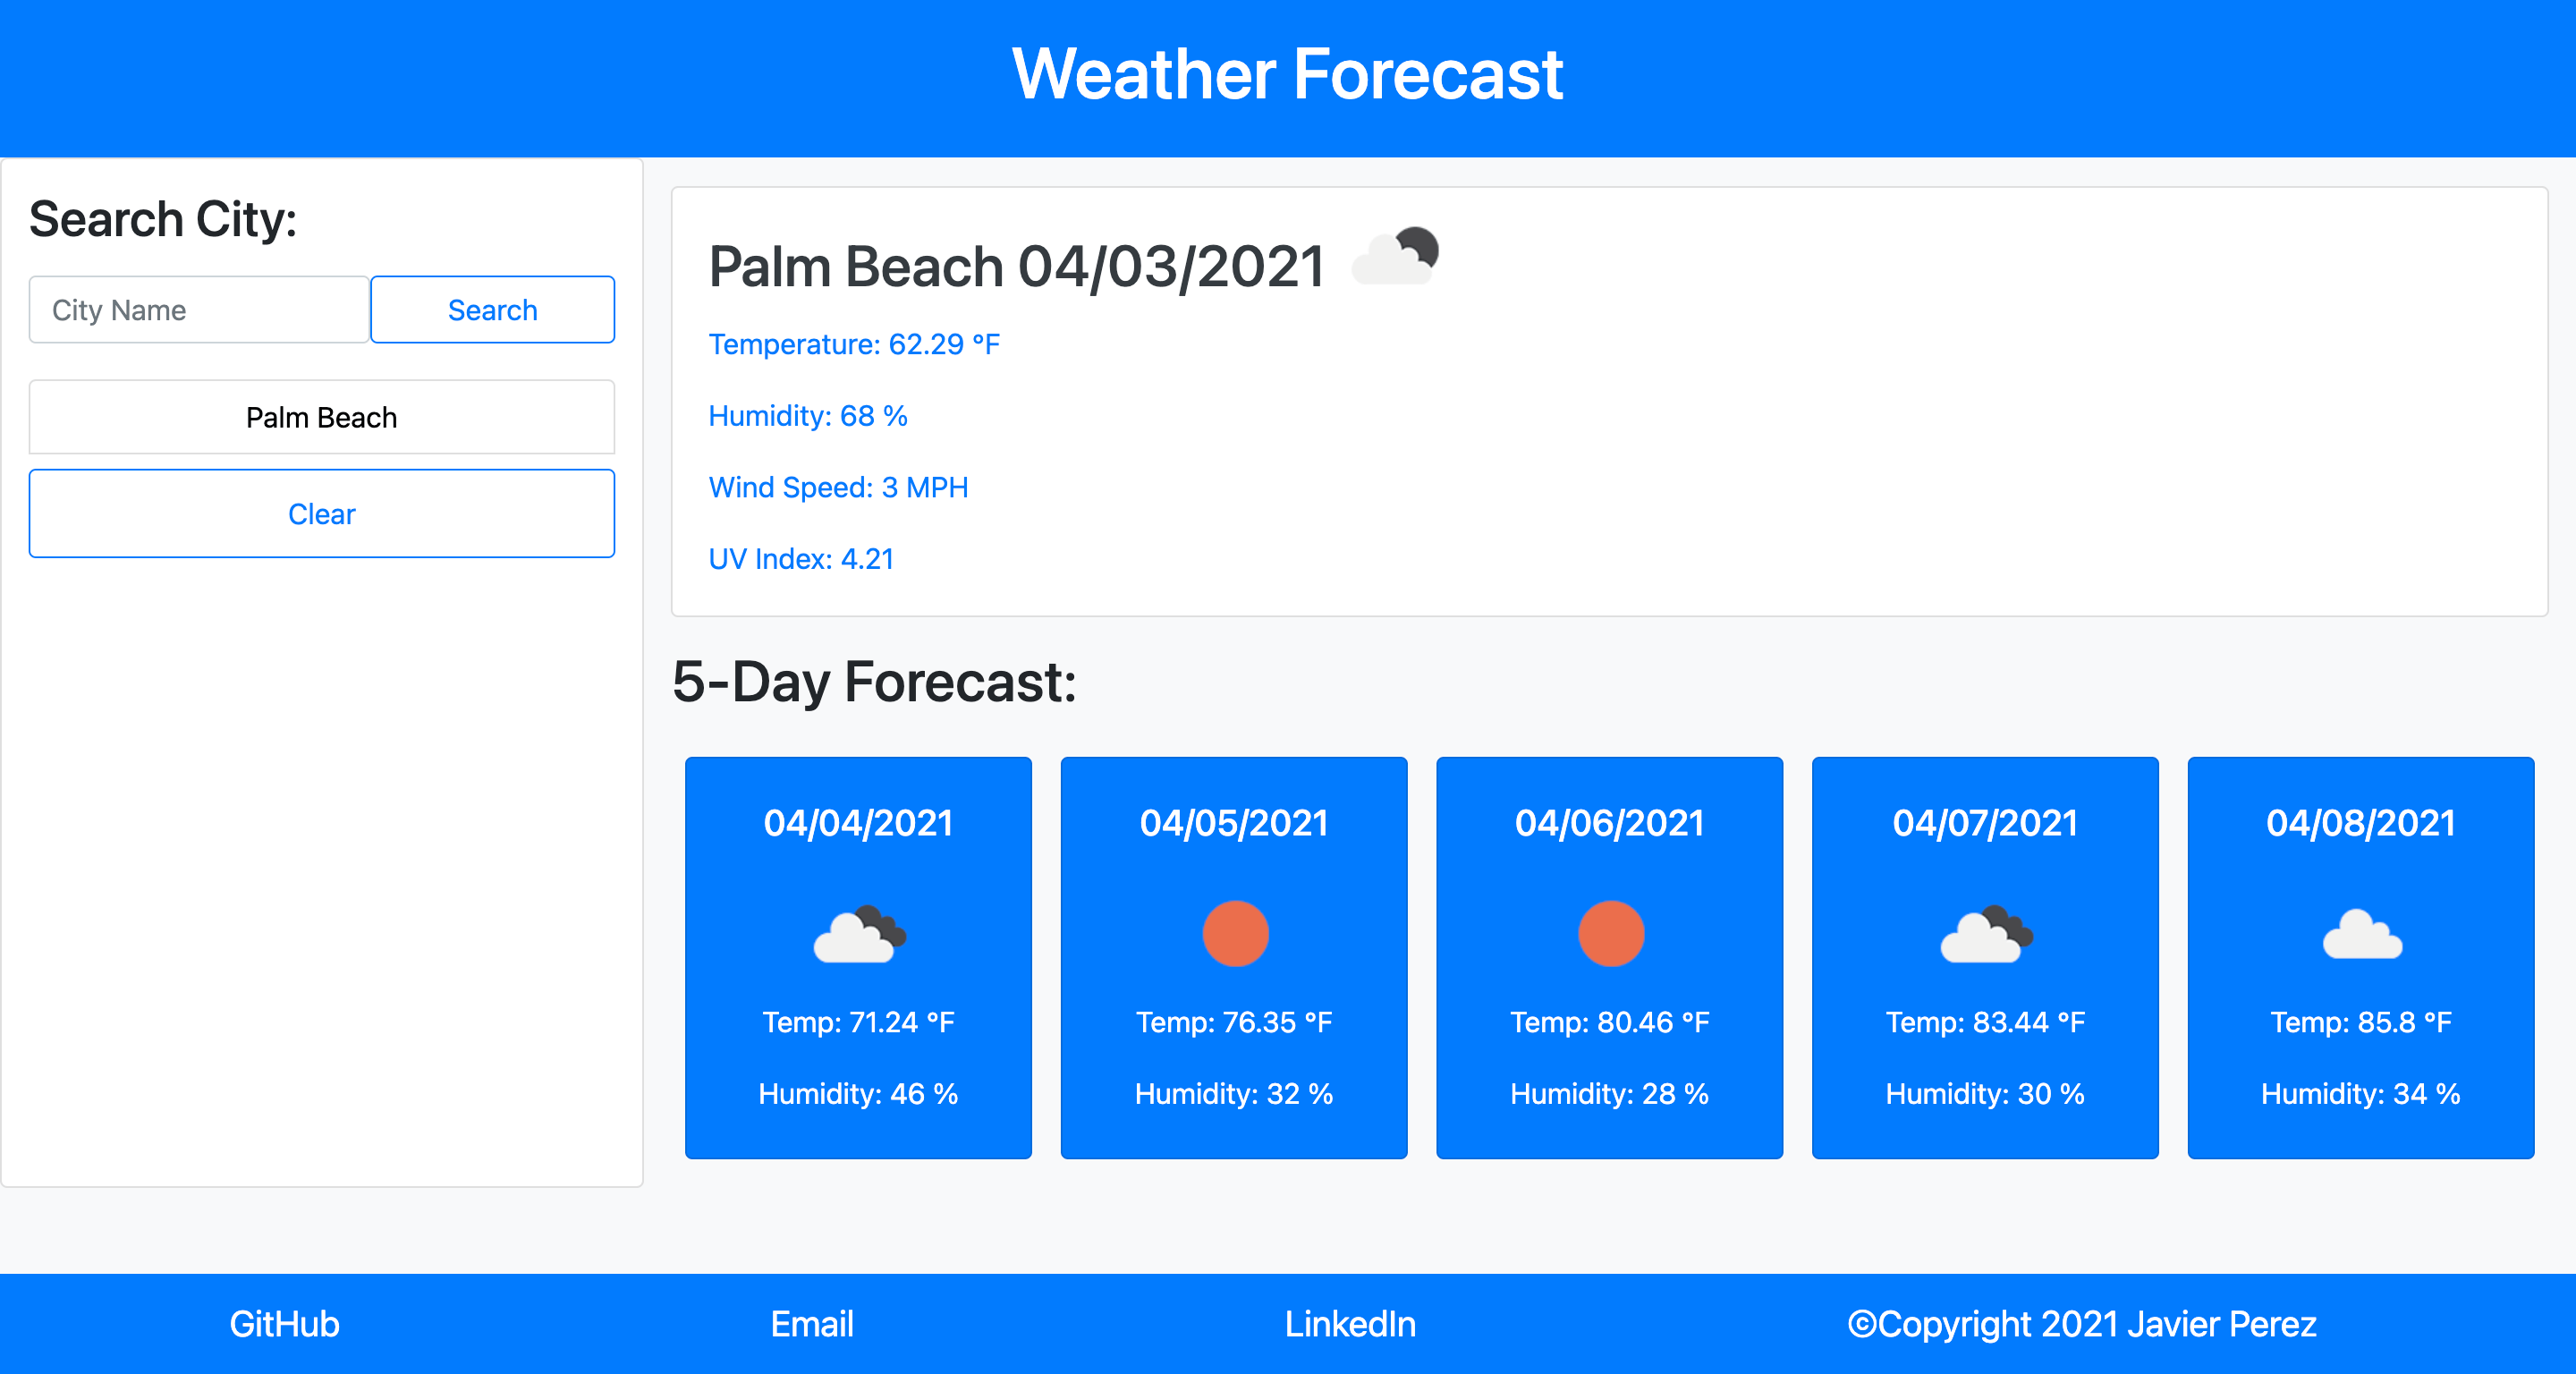 Weather Forecast
Search City:
City Name
Search
Palm Beach
Clear
Palm Beach 04/03/2021
Temperature: 62.29 °F
Humidity: 68 %
Wind Speed: 3 MPH
UV Index: 4.21
5-Day Forecast:
04/04/2021
Temp: 71.24 °F
Humidity: 46 %
04/05/2021
Temp: 76.35 °F
Humidity: 32 %
04/06/2021
Temp: 80.46 °F
Humidity: 28 %
04/07/2021
Temp: 83.44 °F
Humidity: 30 %
04/08/2021
Temp: 85.8 °F
Humidity: 34 %
GitHub
Email
LinkedIn
©Copyright 2021 Javier Perez